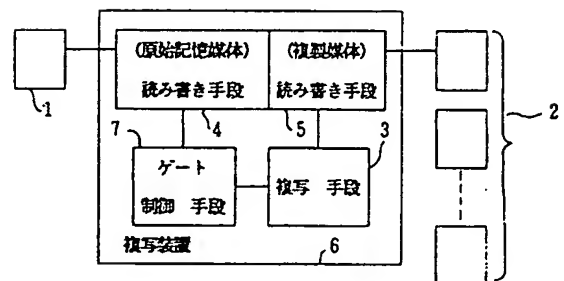 (原始記憶媒体)
読み書き手段
(複製媒体)
読み書き手段
1
4
5
2
7
3
ゲート
制御 手段
複写 手段
複写装置
6